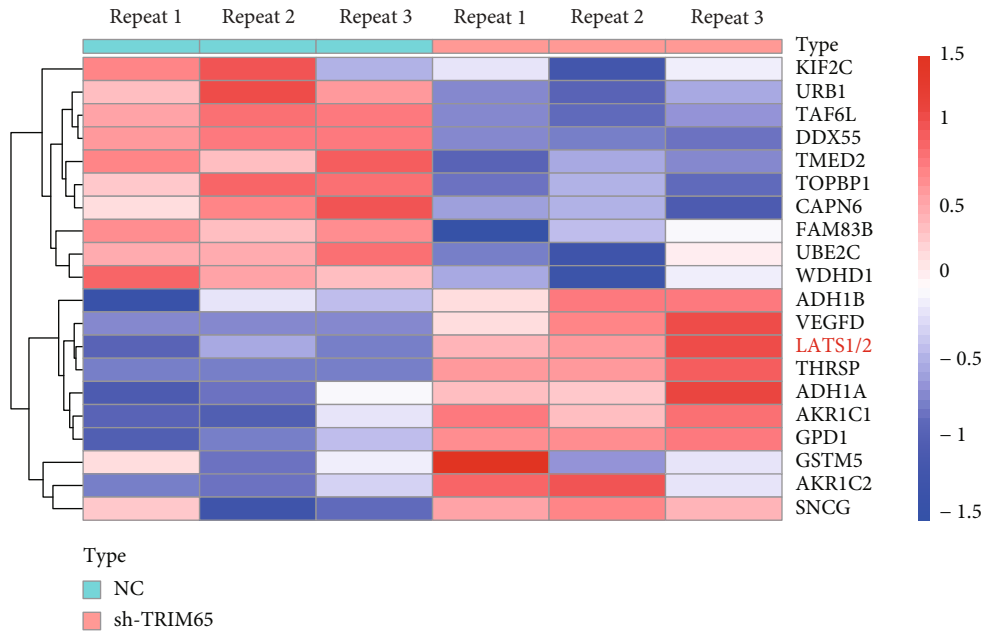 Repeat 1 Repeat 2 Repeat 3 Repeat 1 Repeat 2 Repeat 3
Type
KIF2C
URB1
TAF6L
DDX55
TMED2
TOPBP1
CAPN6
FAM83B
UBE2C
WDHD1
ADH1B
VEGFD
LATS1/2
THRSP
ADH1A
AKR1C1
GPD1
GSTM5
AKR1C2
SNCG
1.5
1
0.5
0
– 0.5
– 1
– 1.5
Type
NC
sh-TRIM65